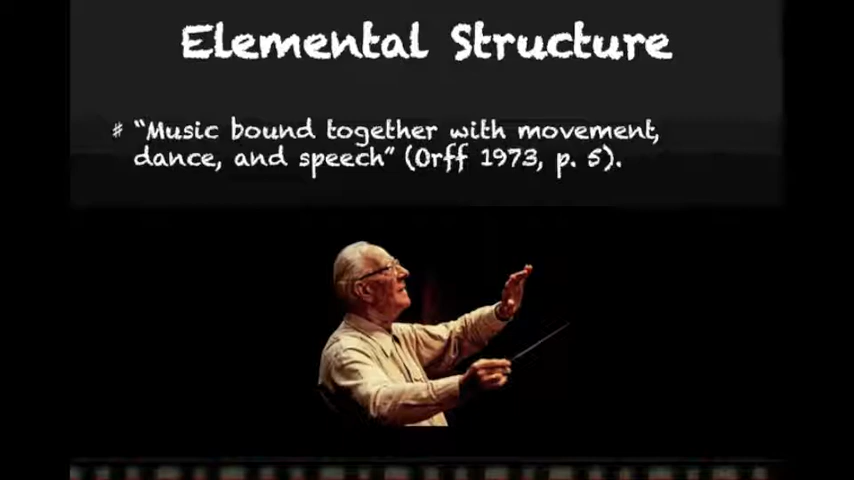 Elemental Structure
# “Music bound together with movement,
dance, and speech” (Orff 1973, p. 5).